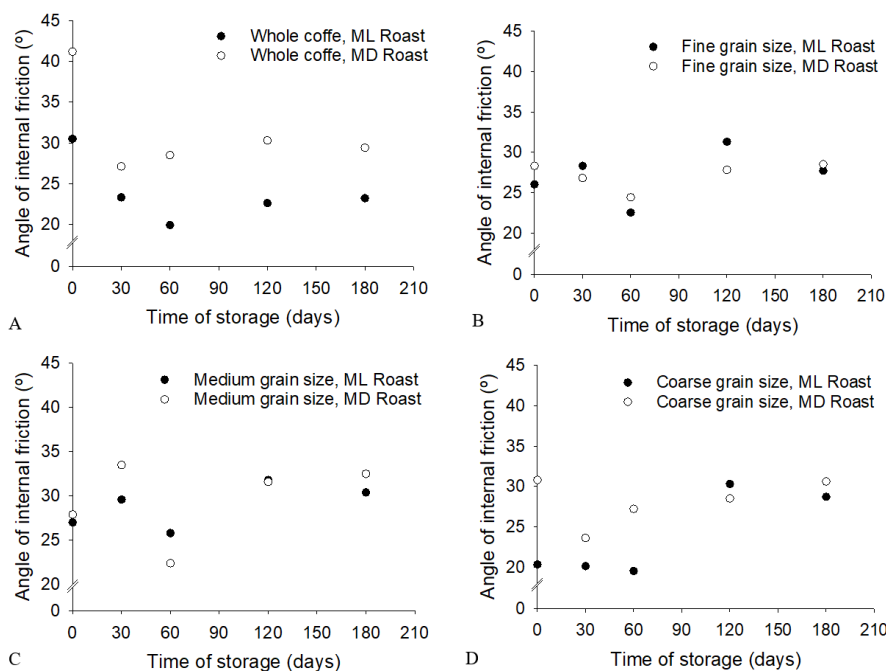 Angle of internal friction (º)
45
40
35
30
25
20
0
Whole coffe, ML Roast
Whole coffe, MD Roast
0 30 60 90 120 150 180 210
Time of storage (days)
A
Angle of internal friction (º)
45
40
35
30
25
20
0
Fine grain size, ML Roast
Fine grain size, MD Roast
0 30 60 90 120 150 180 210
Time of storage (days)
B
Angle of internal friction (º)
45
40
35
30
25
20
0
Medium grain size, ML Roast
Medium grain size, MD Roast
0 30 60 90 120 150 180 210
Time of storage (days)
C
Angle of internal friction (º)
45
40
35
30
25
20
0
Coarse grain size, ML Roast
Coarse grain size, MD Roast
0 30 60 90 120 150 180 210
Time of storage (days)
D